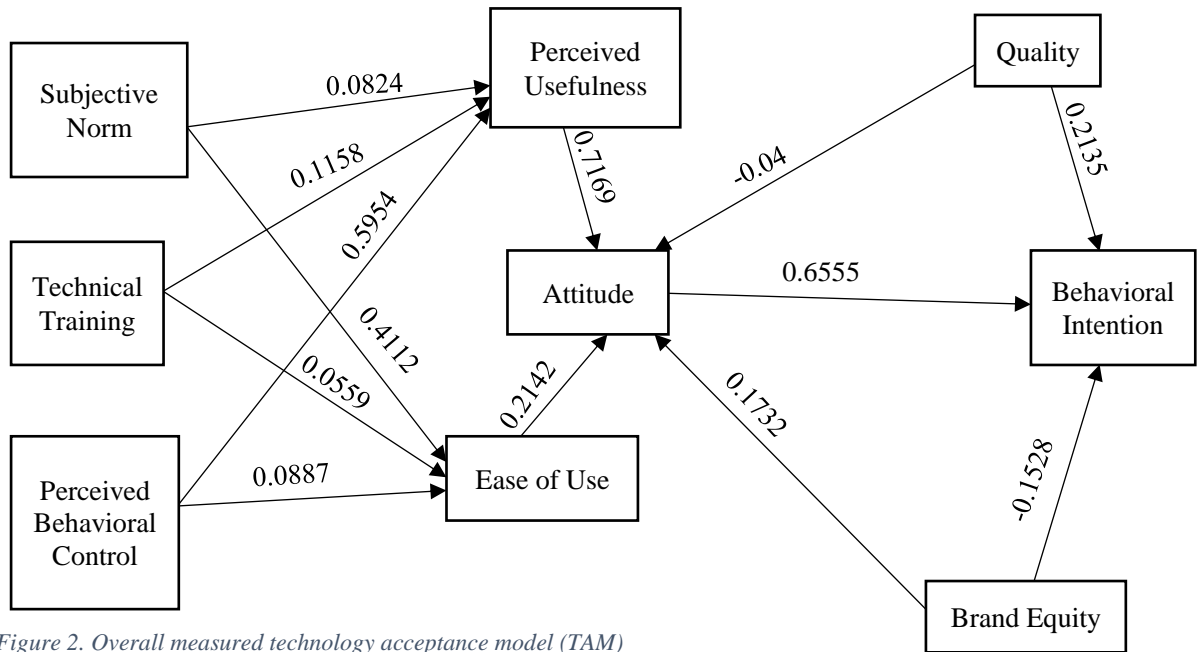 Perceived
Usefulness
Quality
Subjective
Norm
0.0824
0.1158
0.7169
-0.04
0.2135
0.5954
Technical
Training
Attitude
0.6555
Behavioral
Intention
0.4112
0.0559
0.2142
0.1732
Perceived
Behavioral
Control
0.0887
Ease of Use
-0.1528
Brand Equity
Figure 2. Overall measured technology acceptance model (TAM)